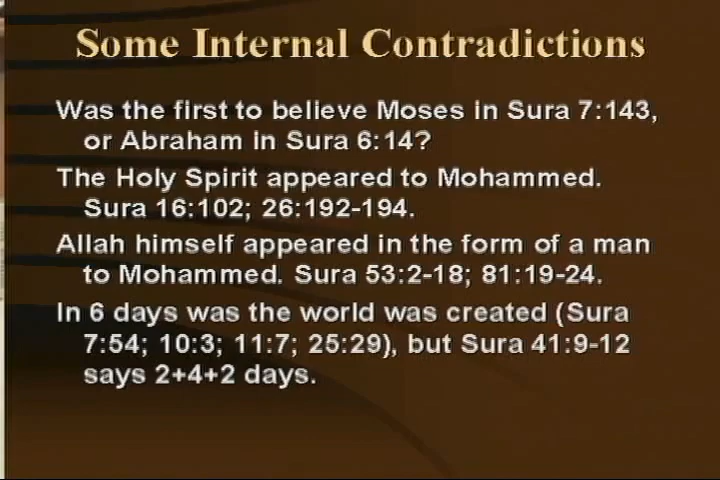 Some Internal Contradictions
Was the first to believe Moses in Sura 7:143,
or Abraham in Sura 6:14?
The Holy Spirit appeared to Mohammed.
Sura 16:102; 26:192-194.
Allah himself appeared in the form of a man
to Mohammed. Sura 53:2-18; 81:19-24.
In 6 days was the world was created (Sura
7:54; 10:3; 11:7; 25:29), but Sura 41:9-12
says 2+4+2 days.